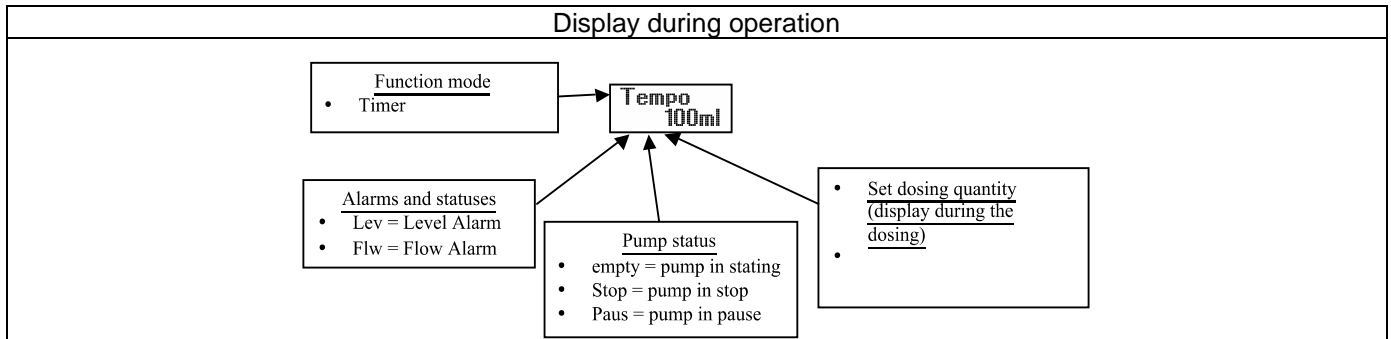 Display during operation
Function mode
• Timer
Tempo
100ml
Alarms and statuses
• Lev = Level Alarm
• Flw = Flow Alarm
Pump status
• empty = pump in stating
• Stop = pump in stop
• Paus = pump in pause
• Set dosing quantity
(display during the
dosing)
•